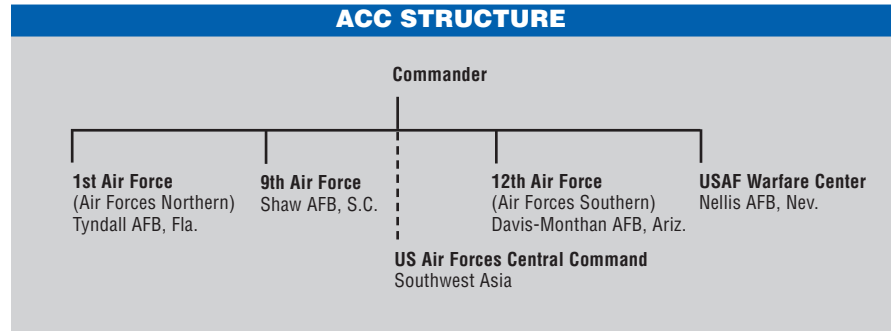 ACC STRUCTURE
Commander
1st Air Force
(Air Forces Northern)
Tyndall AFB, Fla.
9th Air Force
Shaw AFB, S.C.
12th Air Force
(Air Forces Southern)
Davis-Monthan AFB, Ariz.
USAF Warfare Center
Nellis AFB, Nev.
US Air Forces Central Command
Southwest Asia